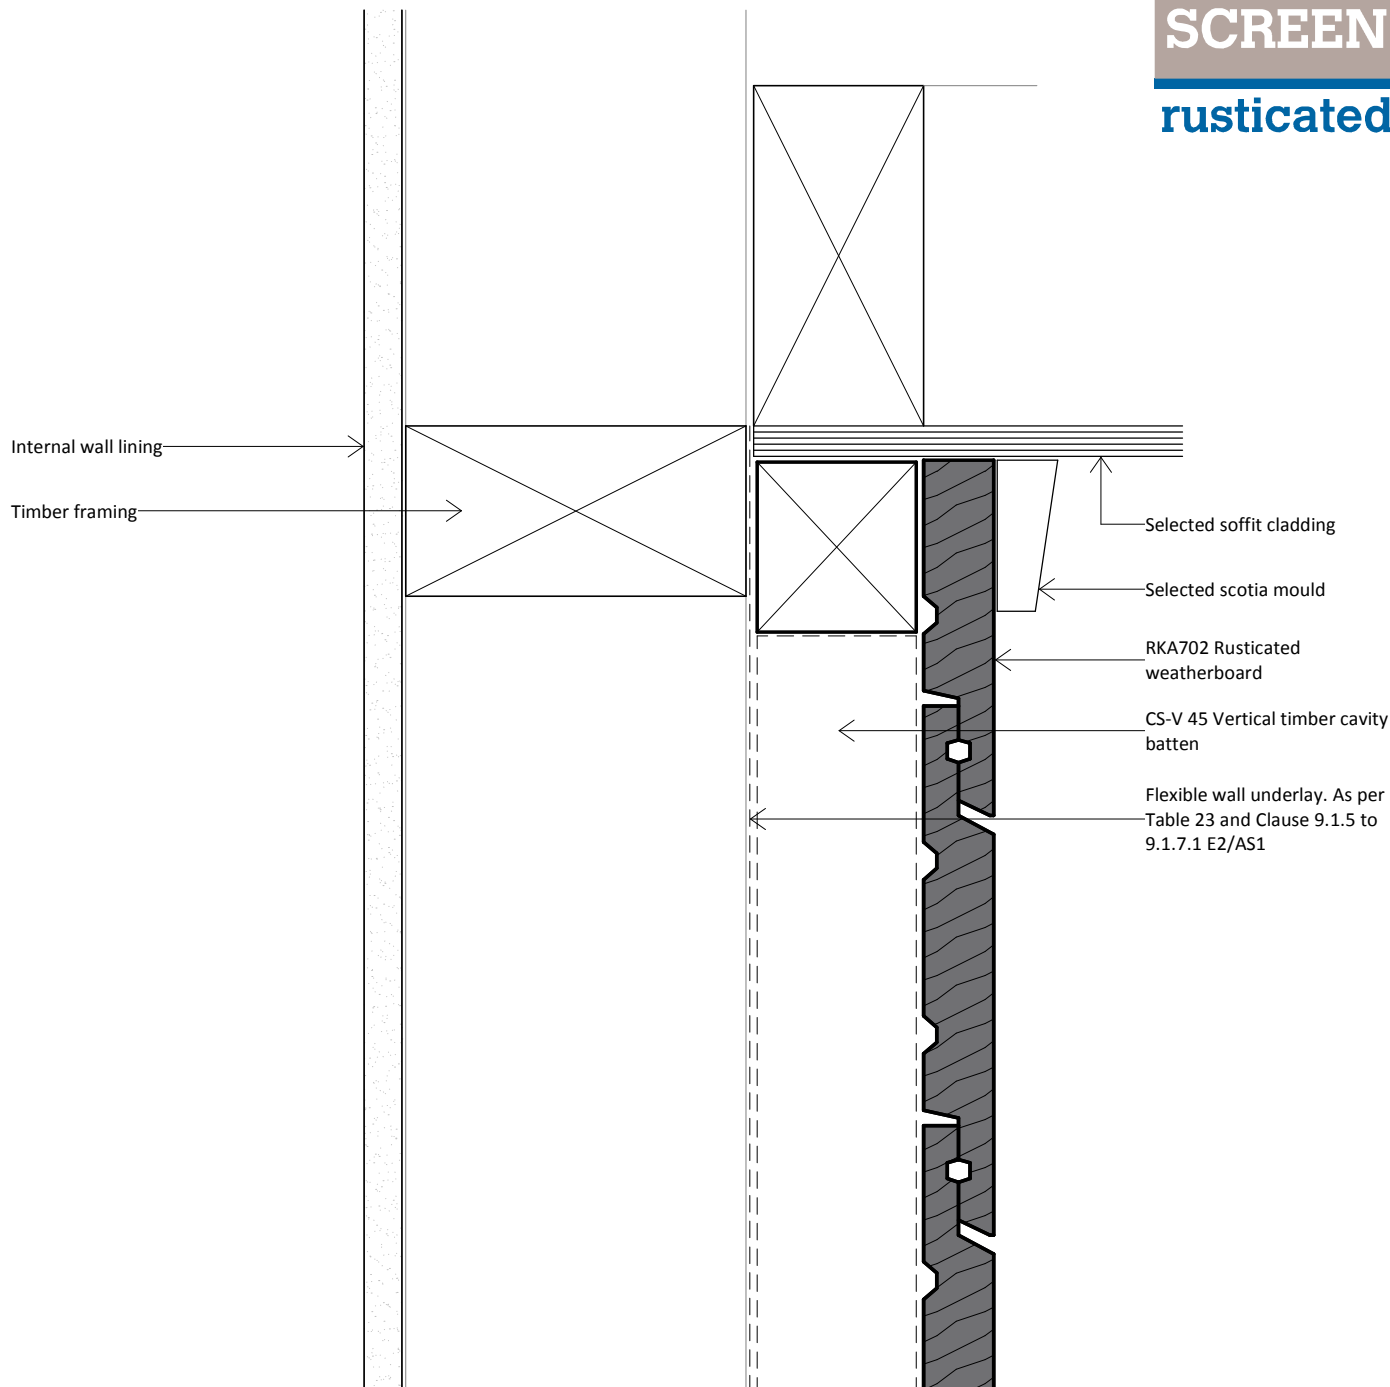 SCREEN
rusticated
Internal wall lining
Timber framing
Selected soffit cladding
Selected scotia mould
RKA702 Rusticated
weatherboard
CS-V 45 Vertical timber cavity
batten
Flexible wall underlay. As per
Table 23 and Clause 9.1.5 to
9.1.7.1 E2/AS1